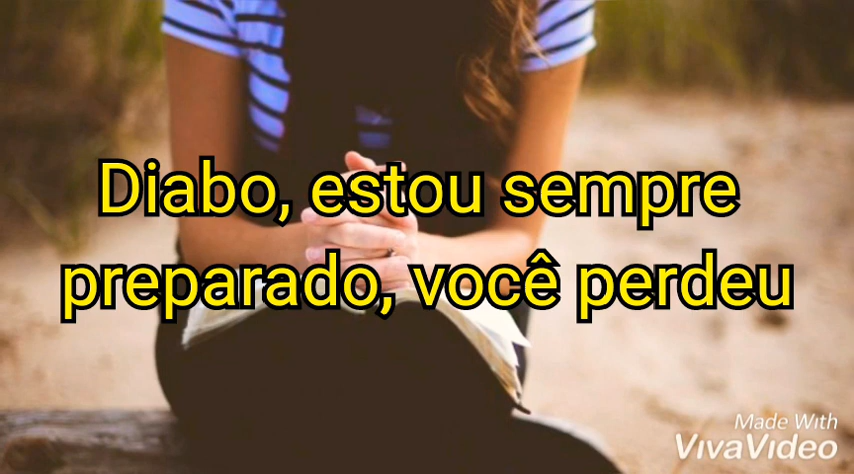 Diabo, estou sempre
preparado, você perdeu
Made With
VivaVideo